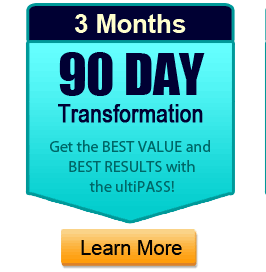 3 Months
90 DAY
Transformation
Get the BEST VALUE and
BEST RESULTS with
the ultiPASS!
Learn More